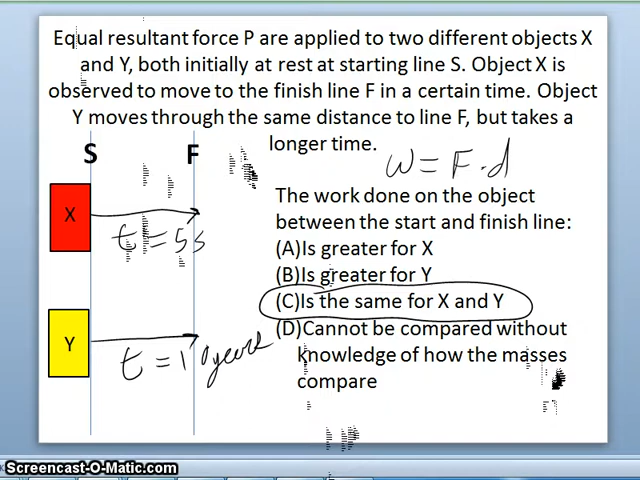 Equal resultant force P are applied to two different objects X
and Y, both initially at rest at starting line S. Object X is
observed to move to the finish line F in a certain time. Object
Y moves through the same distance to line F, but takes a
longer time.
S F
W = F·d
The work done on the object
between the start and finish line:
X
t = 5s
(A)Is greater for X
(B)Is greater for Y
(C)Is the same for X and Y
Y
t = 10 years
(D)Cannot be compared without
knowledge of how the masses
compare
Screencast-O-Matic.com